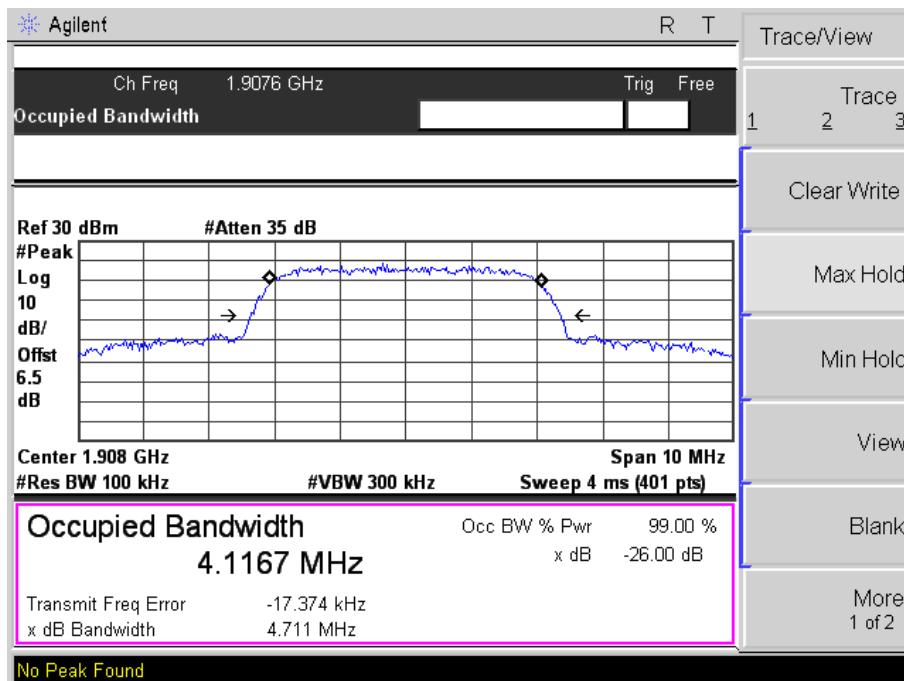 Agilent R T
Ch Freq 1.9076 GHz Trig Free
Occupied Bandwidth
Ref 30 dBm #Atten 35 dB
#Peak
Log
10
dB/
Offst
6.5
dB
Center 1.908 GHz Span 10 MHz
#Res BW 100 kHz #VBW 300 kHz Sweep 4 ms (401 pts)
Occupied Bandwidth
4.1167 MHz
Occ BW % Pwr 99.00 %
x dB -26.00 dB
Transmit Freq Error -17.374 kHz
x dB Bandwidth 4.711 MHz
No Peak Found
Trace/View
Trace
1 2 3
Clear Write
Max Hold
Min Hold
View
Blank
More
1 of 2